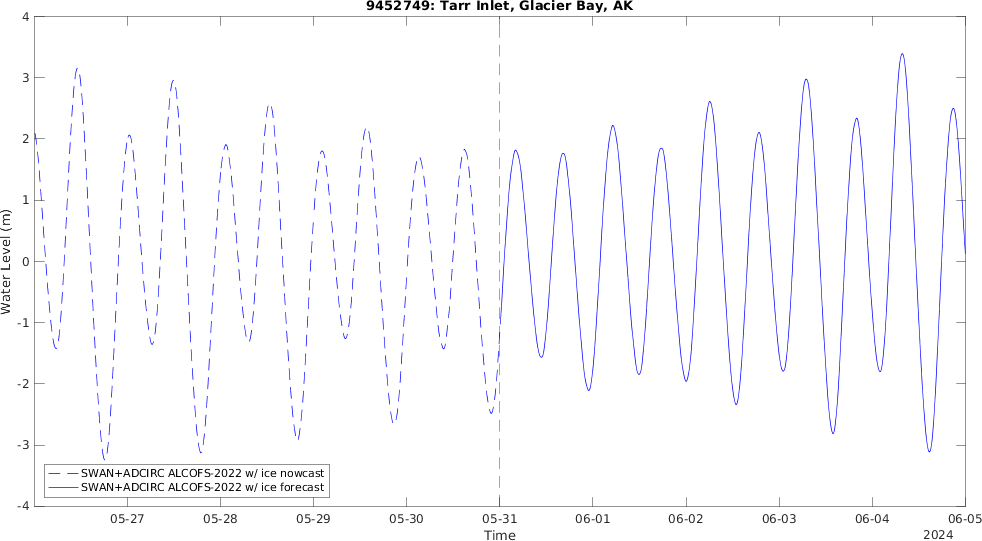 9452749: Tarr Inlet, Glacier Bay, AK
4
3
2
1
0
-1
-2
-3
-4
Water Level (m)
SWAN+ADCIRC ALCOFS-2022 w/ ice nowcast
SWAN+ADCIRC ALCOFS-2022 w/ ice forecast
05-27 05-28 05-29 05-30 05-31 06-01 06-02 06-03 06-04 06-05
Time
2024